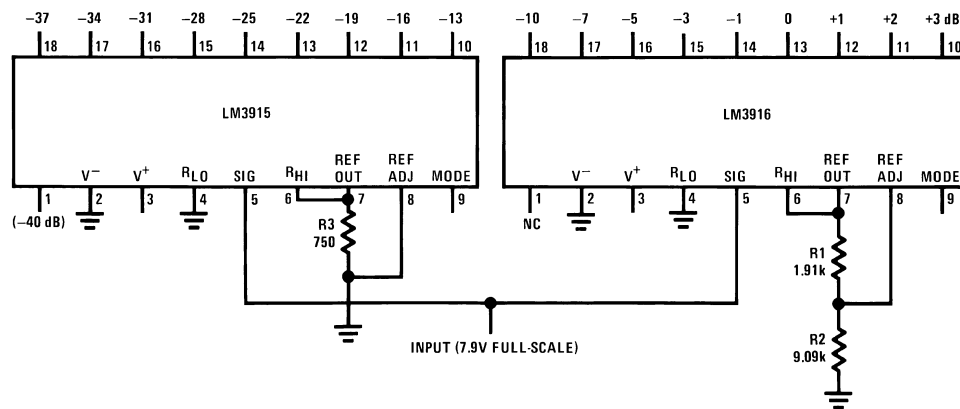 −37 −34 −31 −28 −25 −22 −19 −16 −13 −10 −7 −5 −3 −1 0 +1 +2 +3 dB
18 17 16 15 14 13 12 11 10 18 17 16 15 14 13 12 11 10
LM3915 LM3916
V− V+ RLO SIG RHI REF OUT REF ADJ MODE V− V+ RLO SIG RHI REF OUT REF ADJ MODE
1 2 3 4 5 6 7 8 9 1 2 3 4 5 6 7 8 9
(−40 dB) NC
R3
750
R1
1.91k
INPUT (7.9V FULL-SCALE)
R2
9.09k